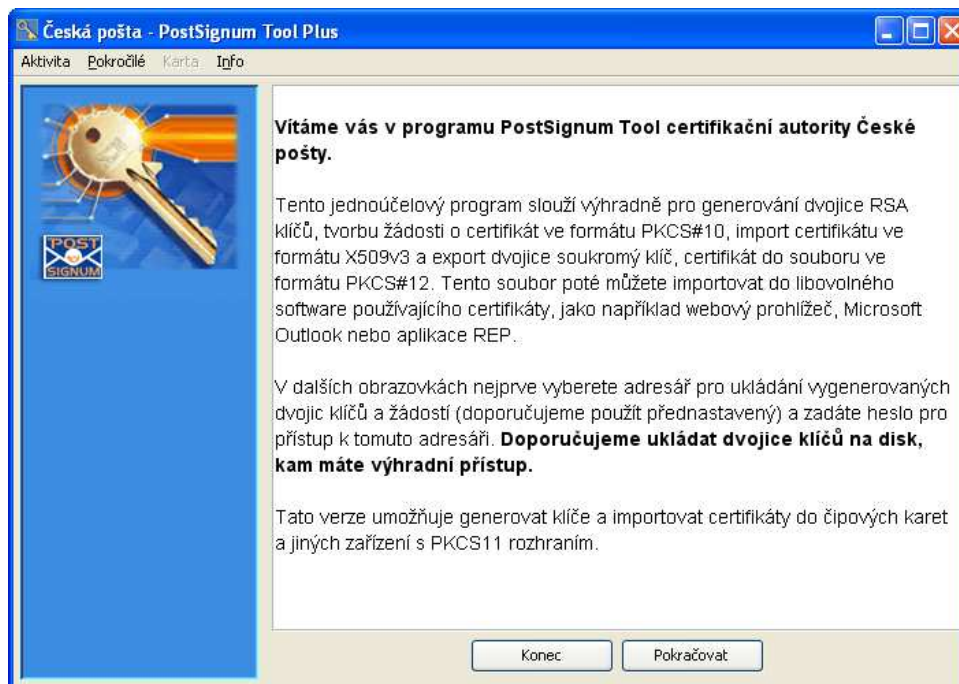 Česká pošta - PostSignum Tool Plus
Aktivita Pokročilé Karta Info
POST
SIGNUM
Vítáme vás v programu PostSignum Tool certifikační autority České
pošty.
Tento jednoúčelový program slouží výhradně pro generování dvojice RSA
klíčů, tvorbu žádosti o certifikát ve formátu PKCS#10, import certifikátu ve
formátu X509v3 a export dvojice soukromý klíč, certifikát do souboru ve
formátu PKCS#12. Tento soubor poté můžete importovat do libovolného
software používajícího certifikáty, jako například webový prohlížeč, Microsoft
Outlook nebo aplikace REP.
V dalších obrazovkách nejprve vyberete adresář pro ukládání vygenerovaných
dvojic klíčů a žádostí (doporučujeme použít přednastavený) a zadáte heslo pro
přístup k tomuto adresáři. Doporučujeme ukládat dvojice klíčů na disk,
kam máte výhradní přístup.
Tato verze umožňuje generovat klíče a importovat certifikáty do čipových karet
a jiných zařízení s PKCS11 rozhraním.
Konec Pokračovat